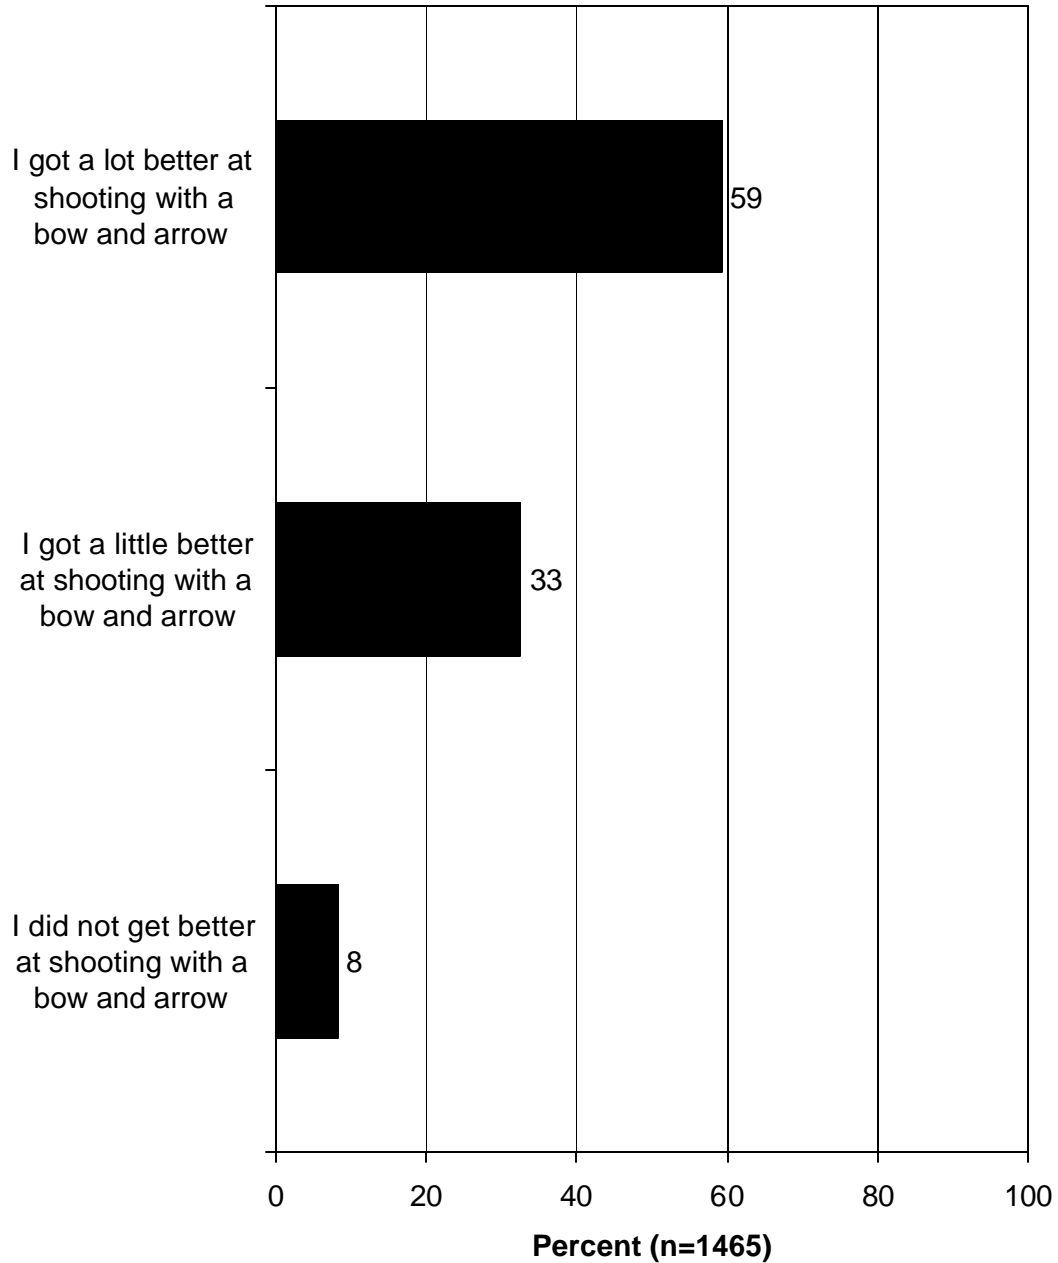 I got a lot better at
shooting with a
bow and arrow
59
I got a little better
at shooting with a
bow and arrow
33
I did not get better
at shooting with a
bow and arrow
8
0 20 40 60 80 100
Percent (n=1465)